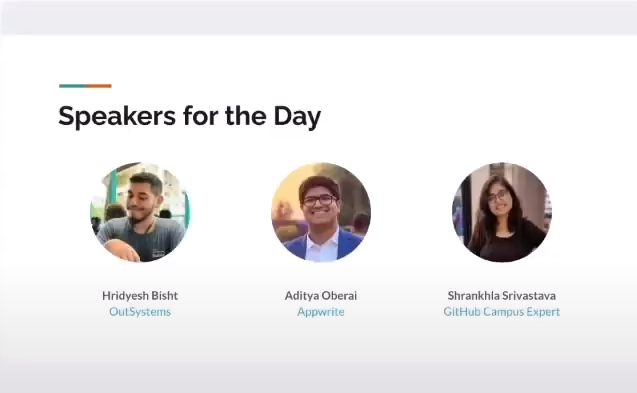 Speakers for the Day
Hridyesh Bisht
Aditya Oberai
Shrankhla Srivastava
OutSystems
Appwrite
GitHub Campus Expert